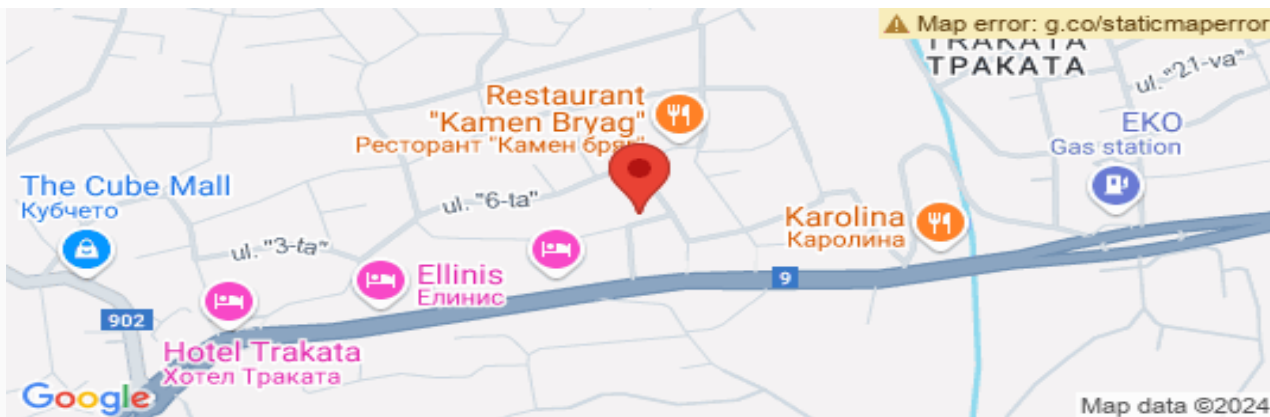 Map error: g.co/staticmaperror
TRAKATA
ТРАКАТА
ul. "21-va"
Restaurant
"Kamen Bryag"
Ресторант "Камен бряг"
EKO
Gas station
The Cube Mall
Кубчето
ul. "6-ta"
Karolina
Каролина
ul. "3-ta"
Ellinis
Елинис
9
902
Hotel Trakata
Хотел Траката
Google
Map data ©2024